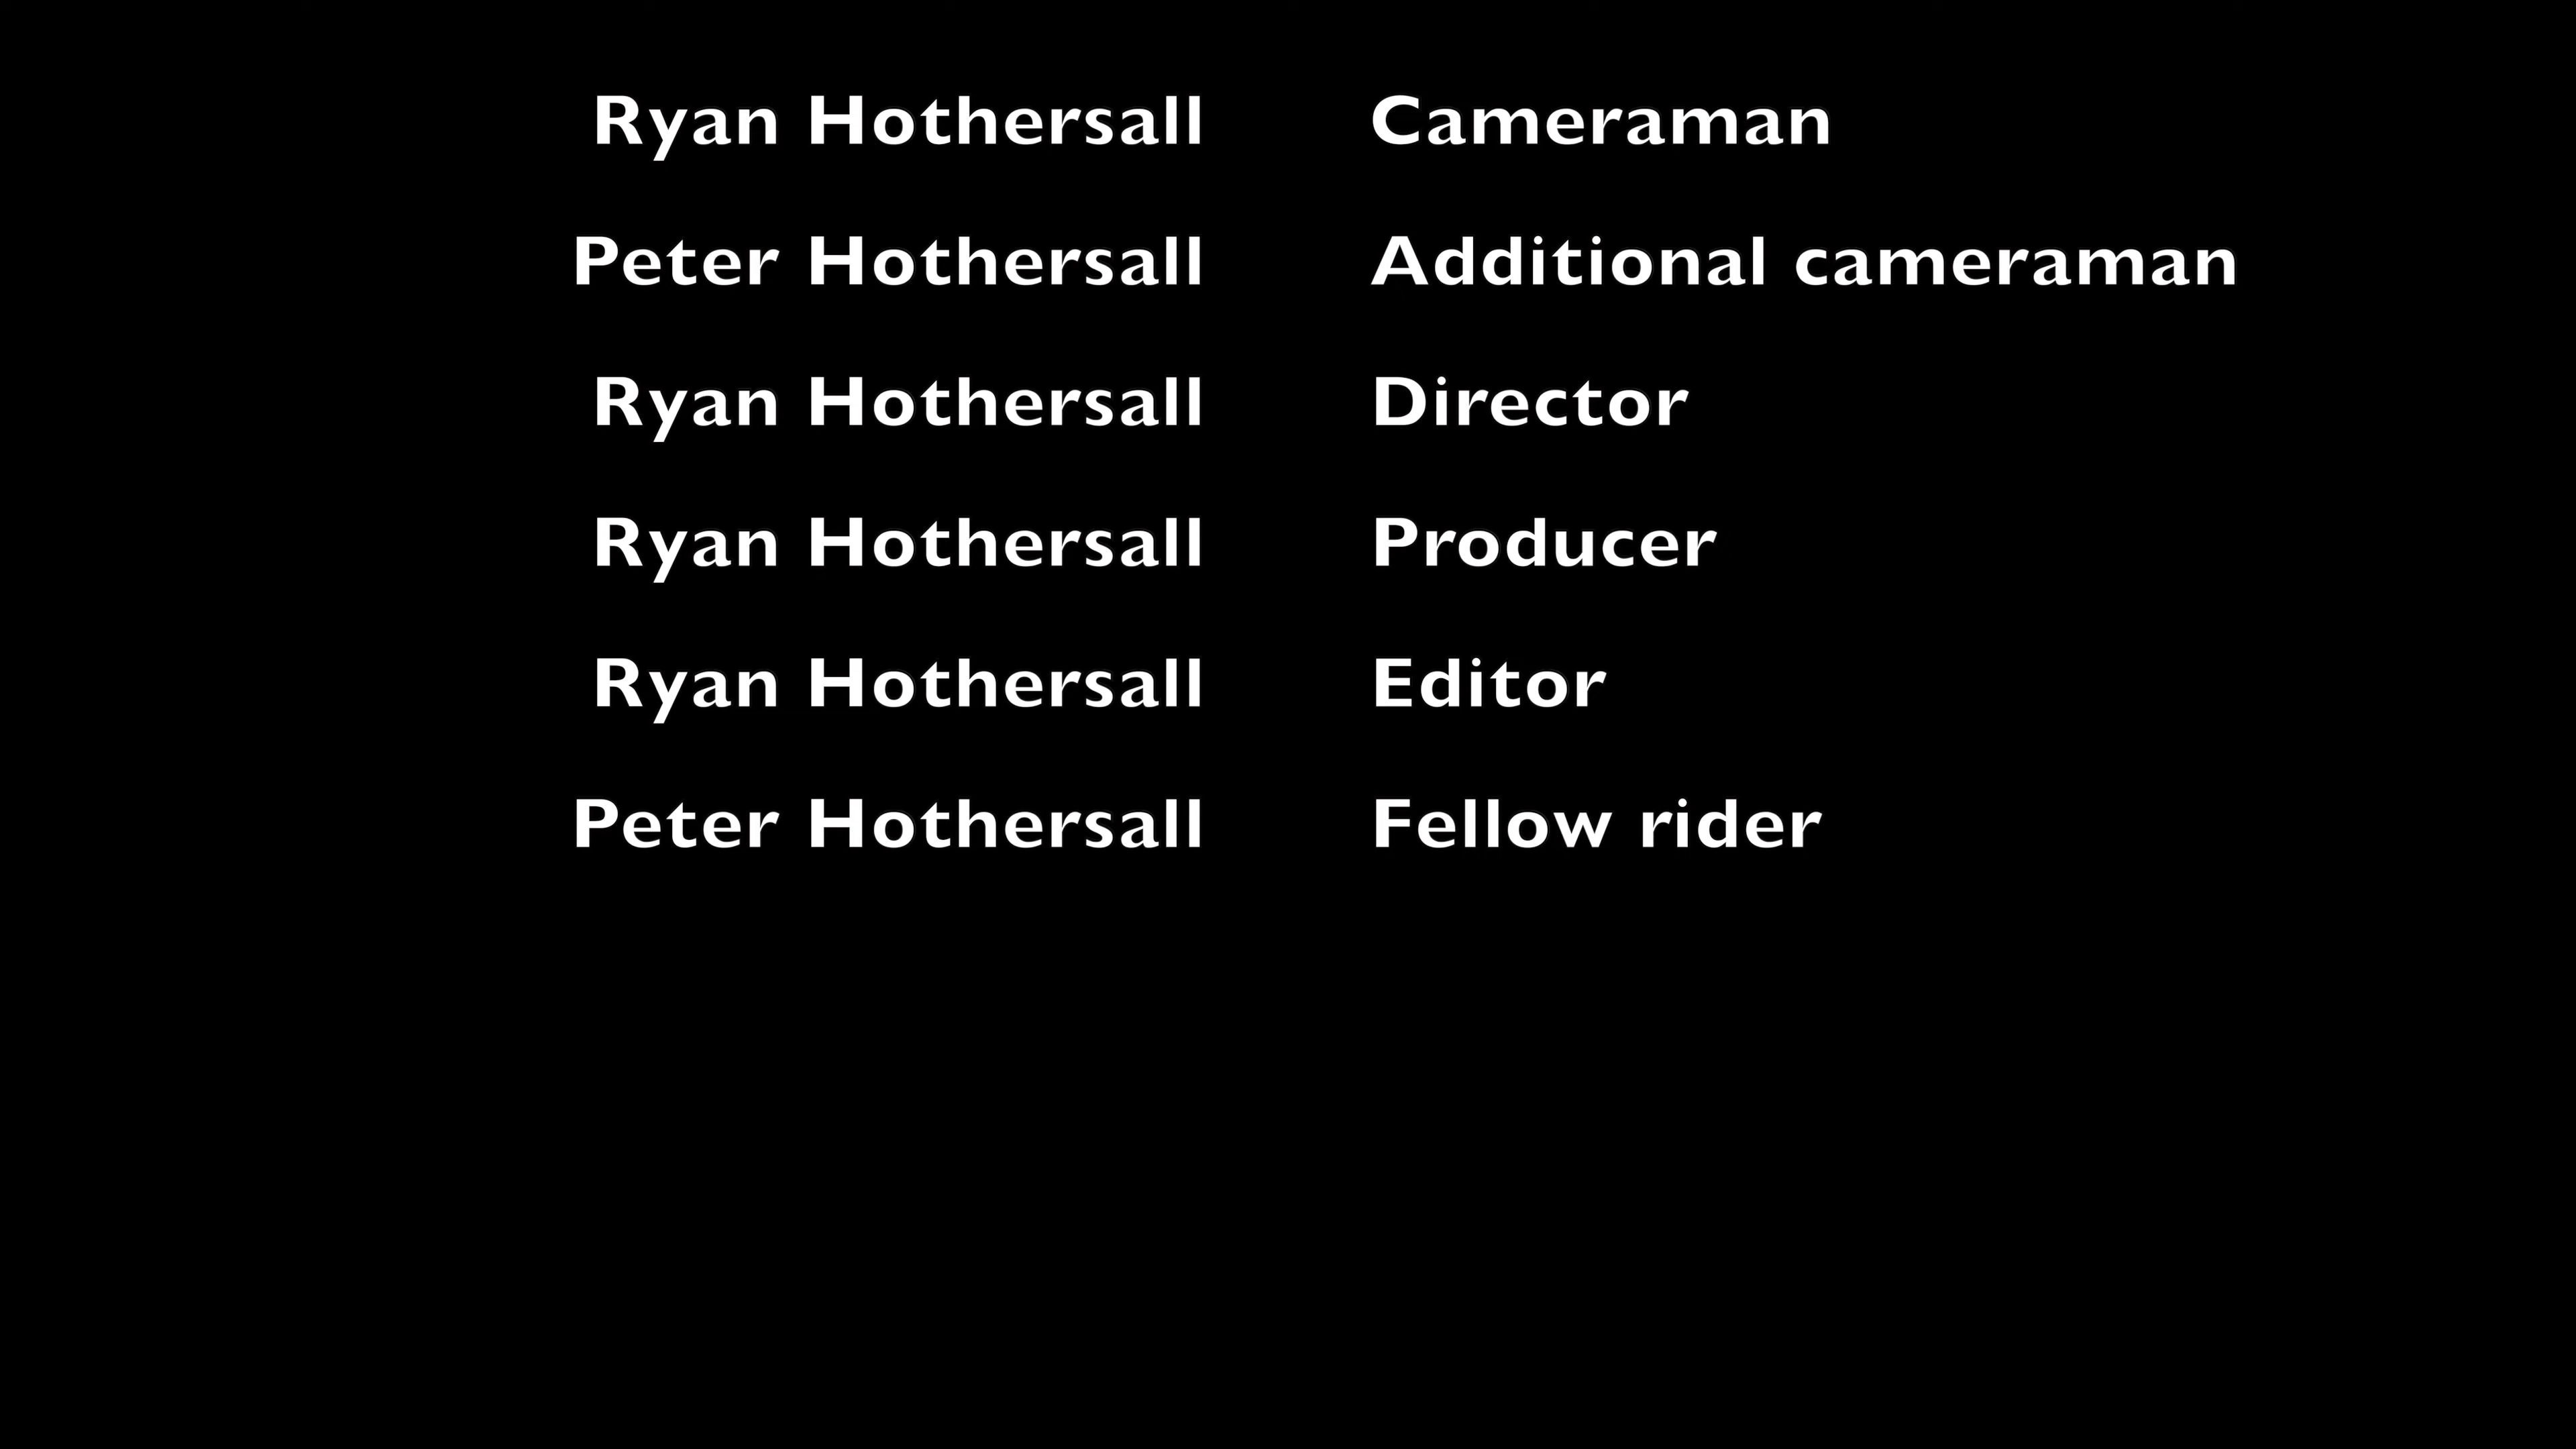 Ryan Hothersall Cameraman
Peter Hothersall Additional cameraman
Ryan Hothersall Director
Ryan Hothersall Producer
Ryan Hothersall Editor
Peter Hothersall Fellow rider